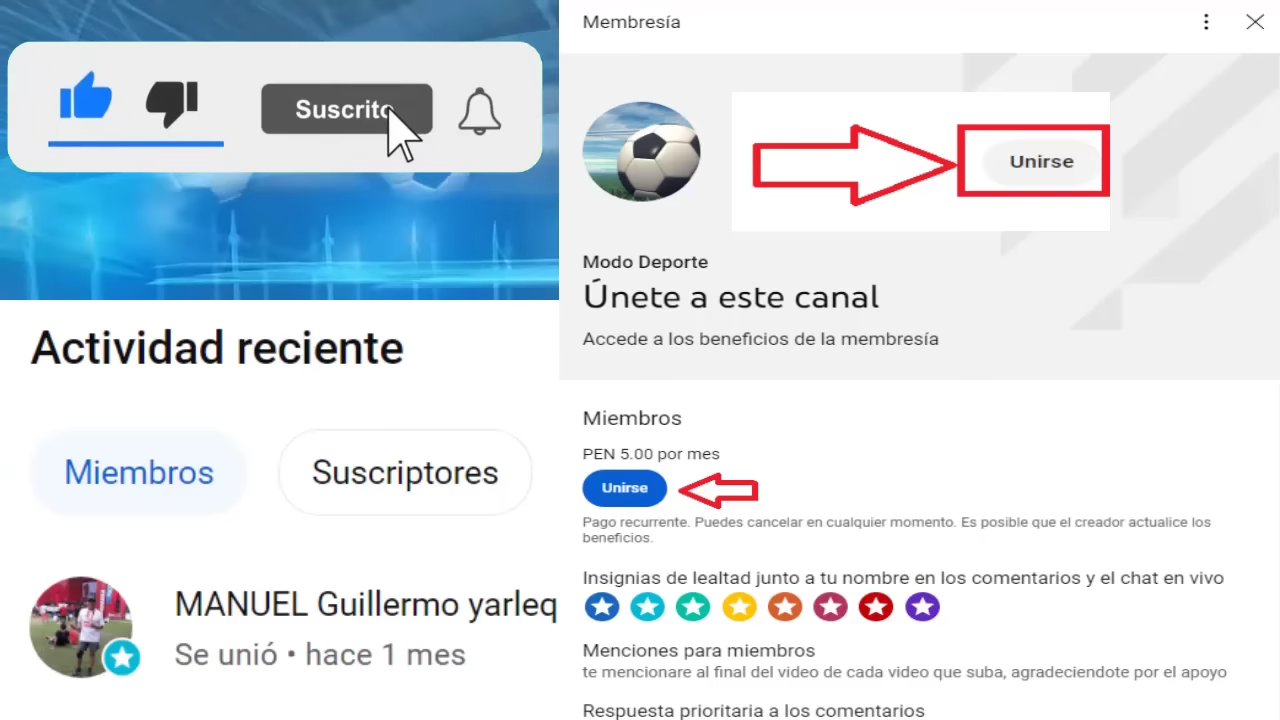 Suscrito
Actividad reciente
Miembros
Suscriptores
MANUEL Guillermo yarleq
Se unió • hace 1 mes
Membresía
Unirse
Modo Deporte
Únete a este canal
Accede a los beneficios de la membresía
Miembros
PEN 5.00 por mes
Unirse
Pago recurrente. Puedes cancelar en cualquier momento. Es posible que el creador actualice los
beneficios.
Insignias de lealtad junto a tu nombre en los comentarios y el chat en vivo
Menciones para miembros
te mencionare al final del video de cada video que suba, agradeciendote por el apoyo
Respuesta prioritaria a los comentarios